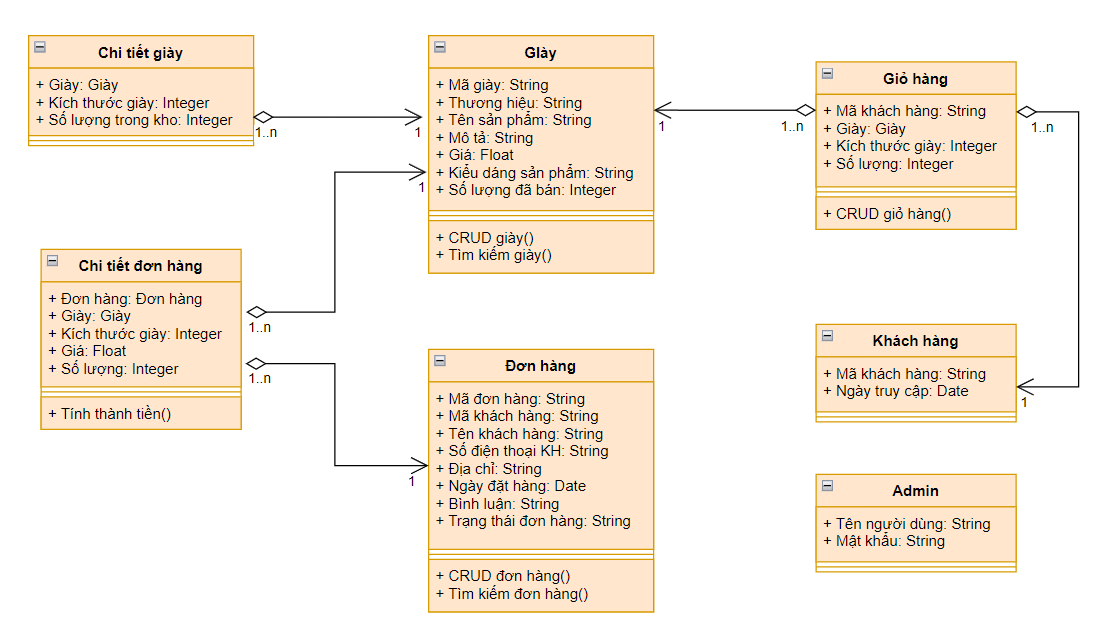 Chi tiết giày
+ Giày: Giày
+ Kích thước giày: Integer
+ Số lượng trong kho: Integer
1..n
1
GIày
+ Mã giày: String
+ Thương hiệu: String
+ Tên sản phẩm: String
+ Mô tả: String
+ Giá: Float
+ Kiểu dáng sản phẩm: String
+ Số lượng đã bán: Integer
+ CRUD giày()
+ Tìm kiếm giày()
1
1
1..n
Giỏ hàng
+ Mã khách hàng: String
+ Giày: Giày
+ Kích thước giày: Integer
+ Số lượng: Integer
+ CRUD giỏ hàng()
1..n
Chi tiết đơn hàng
+ Đơn hàng: Đơn hàng
+ Giày: Giày
+ Kích thước giày: Integer
+ Giá: Float
+ Số lượng: Integer
+ Tính thành tiền()
1..n
1..n
1
Đơn hàng
+ Mã đơn hàng: String
+ Mã khách hàng: String
+ Tên khách hàng: String
+ Số điện thoại KH: String
+ Địa chỉ: String
+ Ngày đặt hàng: Date
+ Bình luận: String
+ Trạng thái đơn hàng: String
+ CRUD đơn hàng()
+ Tìm kiếm đơn hàng()
Khách hàng
+ Mã khách hàng: String
+ Ngày truy cập: Date
1
Admin
+ Tên người dùng: String
+ Mật khẩu: String